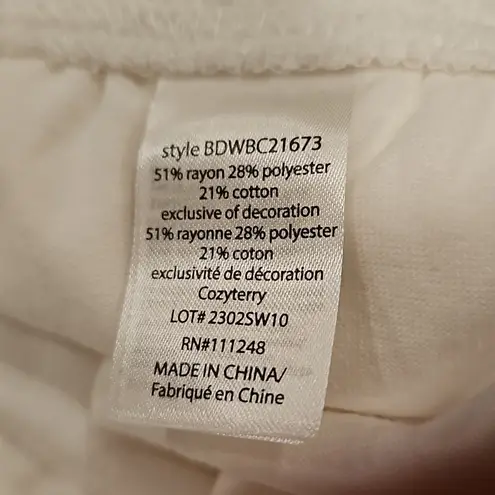 style BDWBC21673
51% rayon 28% polyester
21% cotton
exclusive of decoration
51% rayonne 28% polyester
21% coton
exclusivité de décoration
Cozyterry
LOT# 2302SW10
RN#111248
MADE IN CHINA/
Fabriqué en Chine